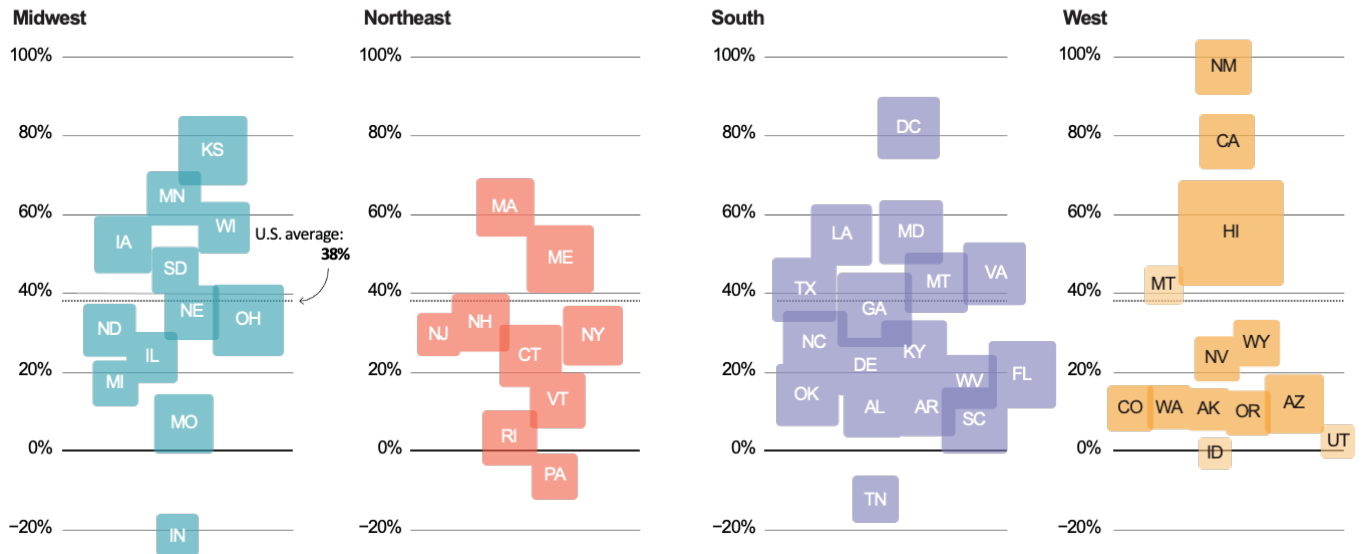 Midwest
100%
80%
60%
40%
20%
0%
−20%
KS
MN
WI
IA
SD
NE
OH
ND
IL
MI
MO
IN
U.S. average:
38%
Northeast
100%
80%
60%
40%
20%
0%
−20%
MA
ME
NH
NJ
NY
CT
VT
RI
PA
South
100%
80%
60%
40%
20%
0%
−20%
DC
LA
MD
VA
MT
TX
GA
NC
KY
DE
FL
WV
OK
AL
AR
SC
TN
West
100%
80%
60%
40%
20%
0%
−20%
NM
CA
HI
MT
WY
NV
CO
WA
AK
OR
AZ
UT
ID